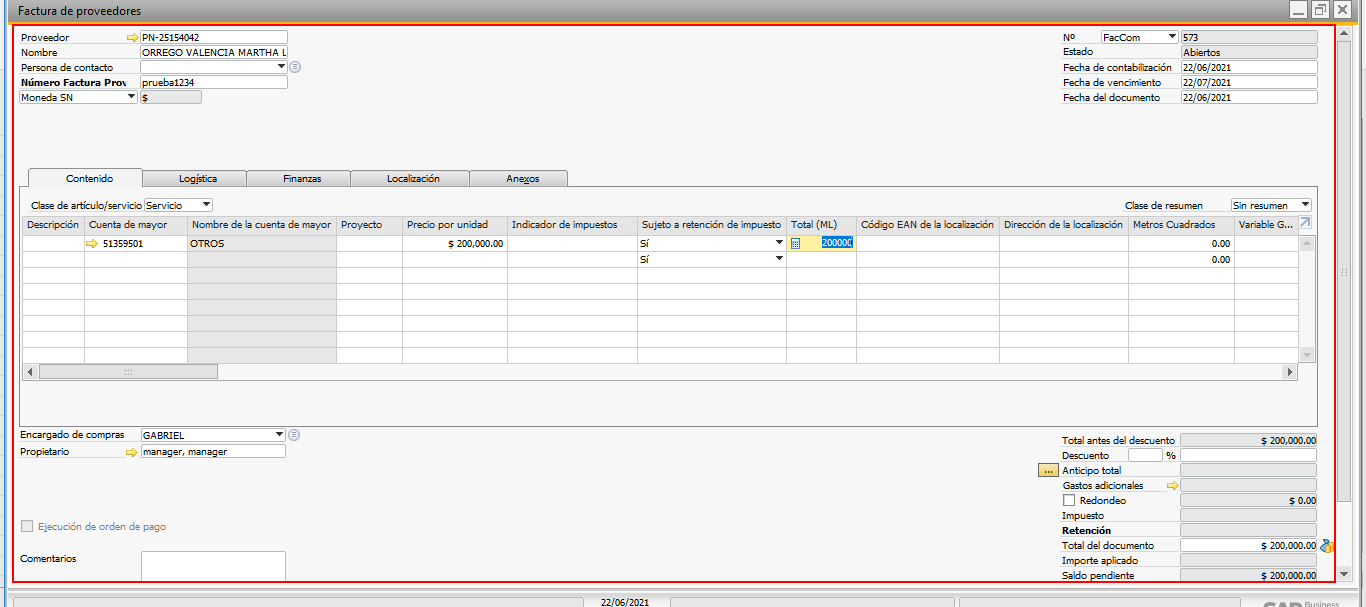 Factura de proveedores
Proveedor PN-25154042
Nombre ORREGO VALENCIA MARTHA L
Persona de contacto
Número Factura Prov prueba1234
Moneda SN $
Nº FacCom 573
Estado Abiertos
Fecha de contabilización 22/06/2021
Fecha de vencimiento 22/07/2021
Fecha del documento 22/06/2021
Contenido Logística Finanzas Localización Anexos
Clase de artículo/servicio Servicio Clase de resumen Sin resumen
Descripción Cuenta de mayor Nombre de la cuenta de mayor Proyecto Precio por unidad Indicador de impuestos Sujeto a retención de impuesto Total (ML) Código EAN de la localización Dirección de la localización Metros Cuadrados Variable G...
51359501 OTROS $ 200,000.00 Sí 200000 0.00
Sí 0.00
Encargado de compras GABRIEL
Propietario manager, manager
Total antes del descuento $ 200,000.00
Descuento %
... Anticipo total
Gastos adicionales
Redondeo $ 0.00
Impuesto
Ejecución de orden de pago
Retención
Total del documento $ 200,000.00
Comentarios
Importe aplicado
Saldo pendiente $ 200,000.00
22/06/2021
SAP Business